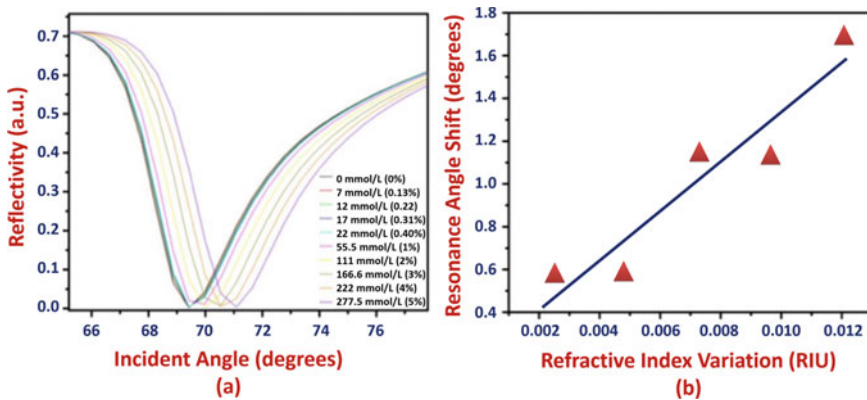 Reflectivity (a.u.)
0.7
0.6
0.5
0.4
0.3
0.2
0.1
0.0
0 mmol/L (0%)
7 mmol/L (0.13%)
12 mmol/L (0.22)
17 mmol/L (0.31%)
22 mmol/L (0.40%)
55.5 mmol/L (1%)
111 mmol/L (2%)
166.6 mmol/L (3%)
222 mmol/L (4%)
277.5 mmol/L (5%)
66 68 70 72 74 76
Incident Angle (degrees)
(a)
Resonance Angle Shift (degrees)
1.8
1.6
1.4
1.2
1.0
0.8
0.6
0.4
0.002 0.004 0.006 0.008 0.010 0.012
Refractive Index Variation (RIU)
(b)